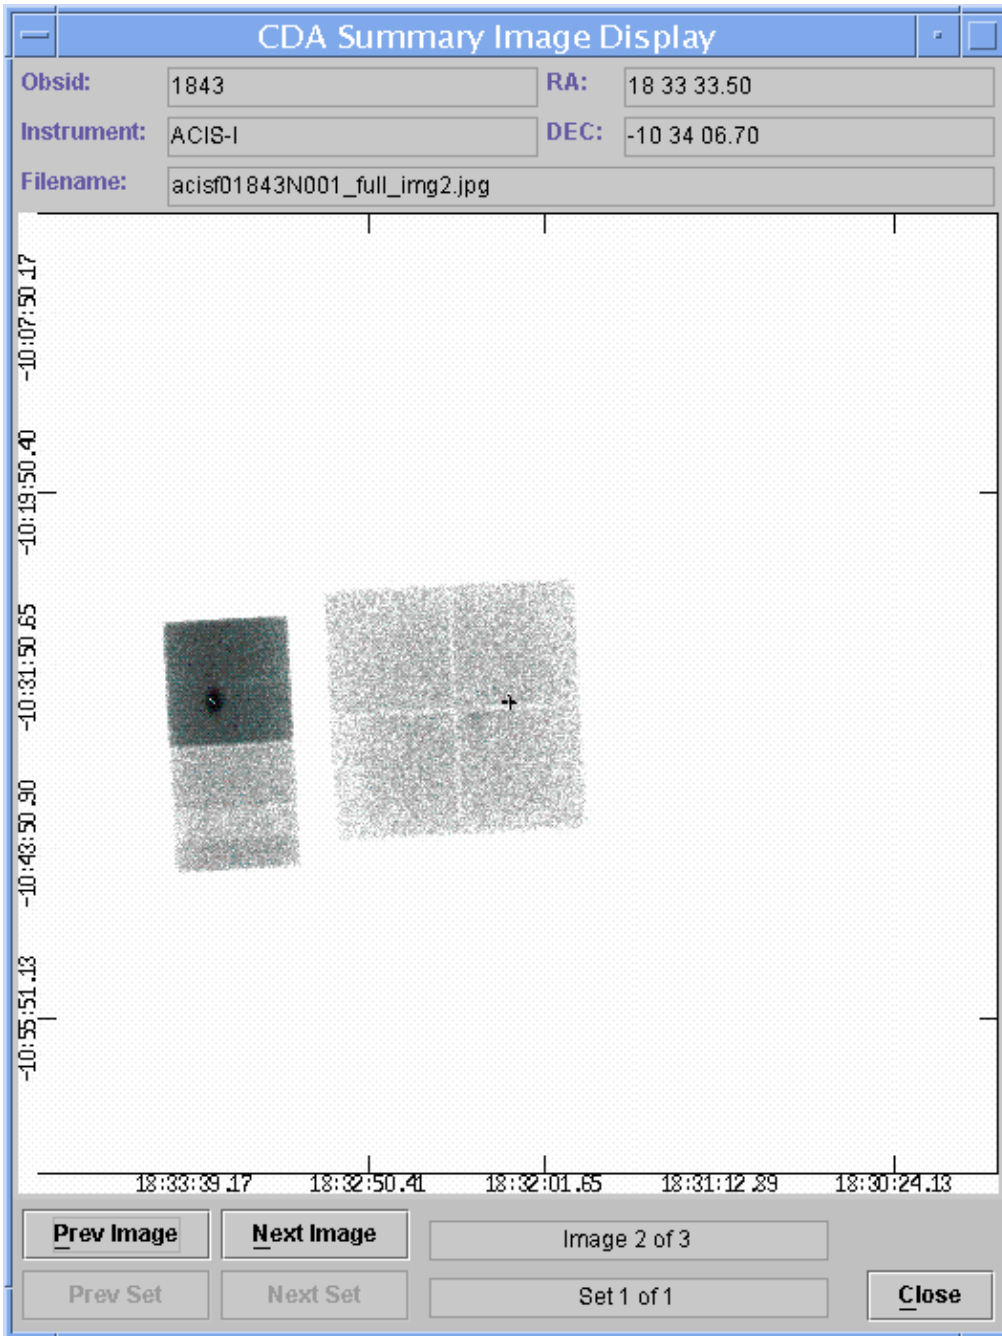 CDA Summary Image Display
Obsid: 1843 RA: 18 33 33.50
Instrument: ACIS-I DEC: -10 34 06.70
Filename: acisf01843N001_full_img2.jpg
-10:07:50.17
-10:19:50.40
-10:31:50.65
-10:43:50.90
-10:55:51.13
18:33:39.17 18:32:50.41 18:32:01.65 18:31:12.89 18:30:24.13
Prev Image Next Image Image 2 of 3
Prev Set Next Set Set 1 of 1 Close